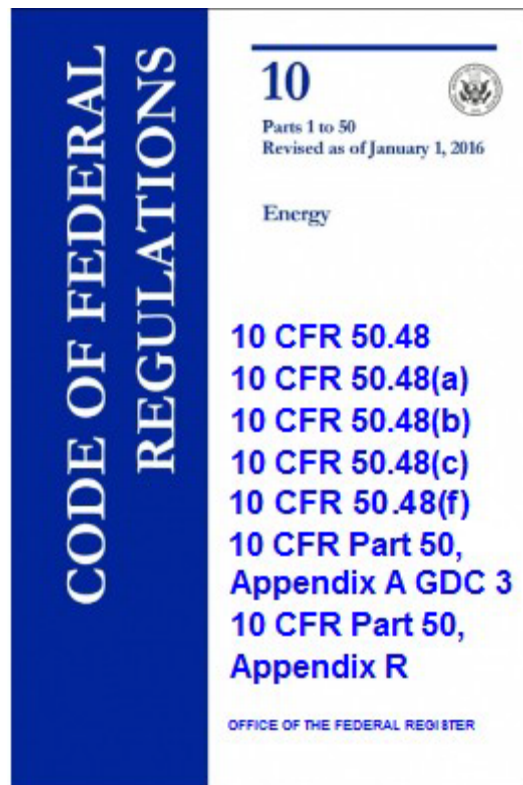 CODE OF FEDERAL
REGULATIONS
10
Parts 1 to 50
Revised as of January 1, 2016
Energy
10 CFR 50.48
10 CFR 50.48(a)
10 CFR 50.48(b)
10 CFR 50.48(c)
10 CFR 50.48(f)
10 CFR Part 50,
Appendix A GDC 3
10 CFR Part 50,
Appendix R
OFFICE OF THE FEDERAL REGISTER